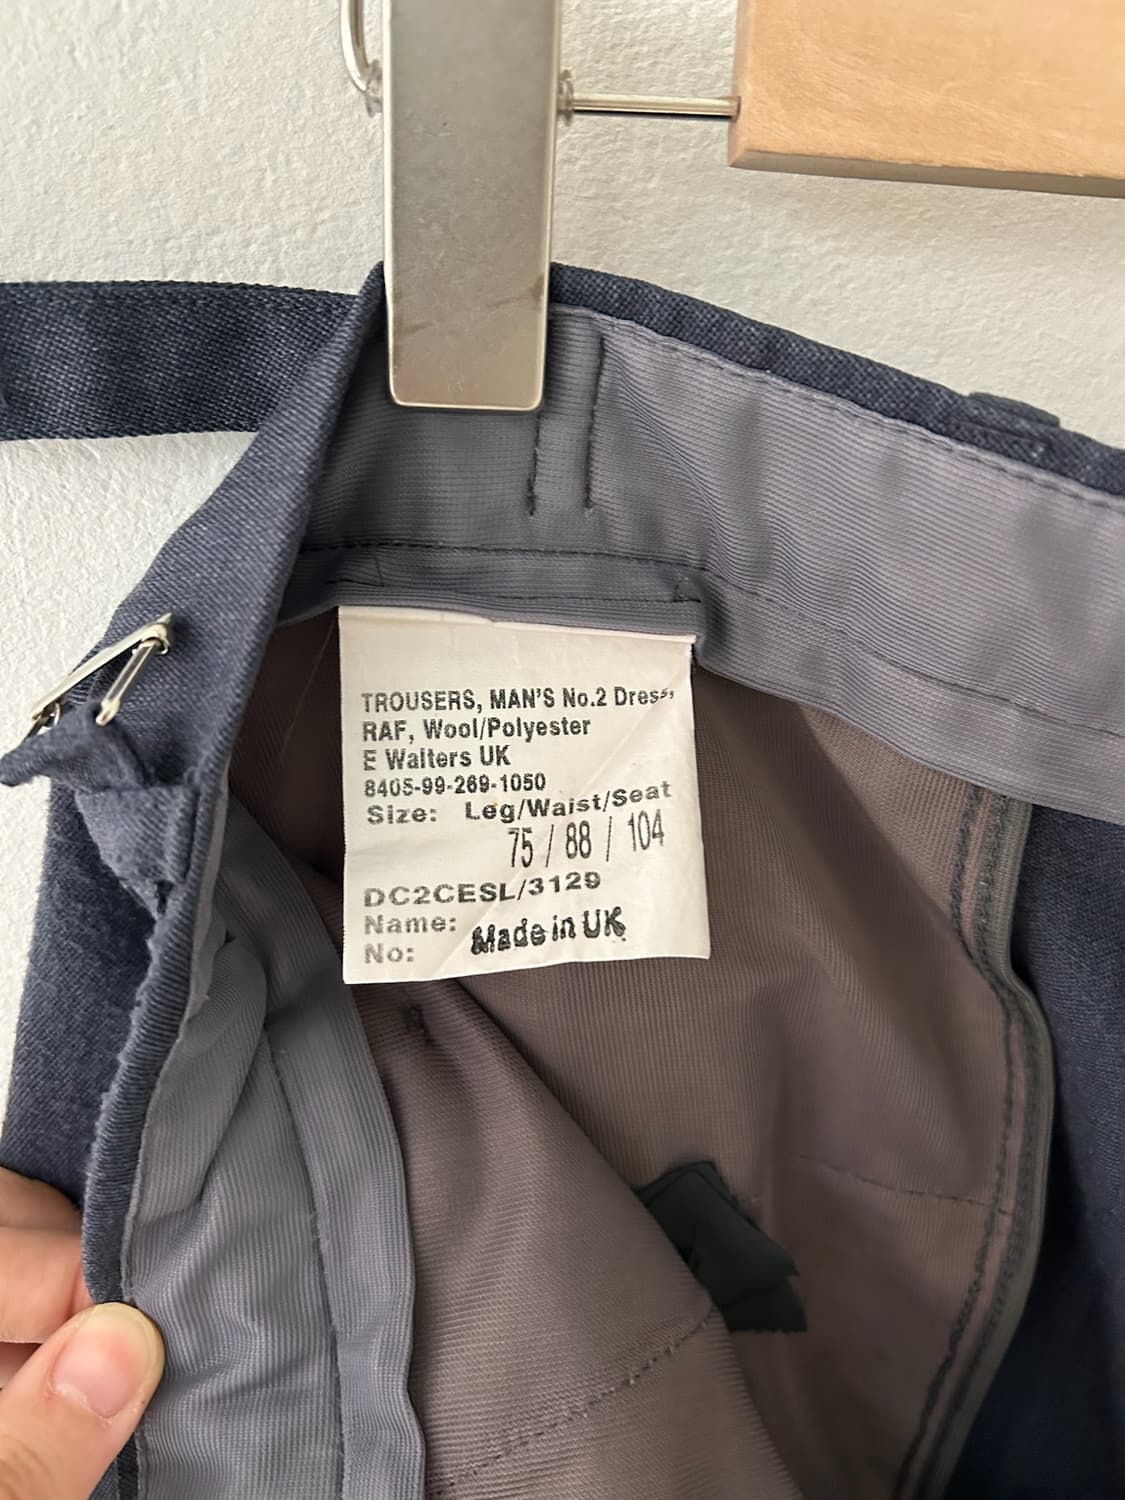 TROUSERS, MAN'S No.2 Dress,
RAF, Wool/Polyester
E Walters UK
8405-99-269-1050
Size: Leg/Waist/Seat
75 / 88 / 104
DC2CESL/3129
Name:
No: Made in UK